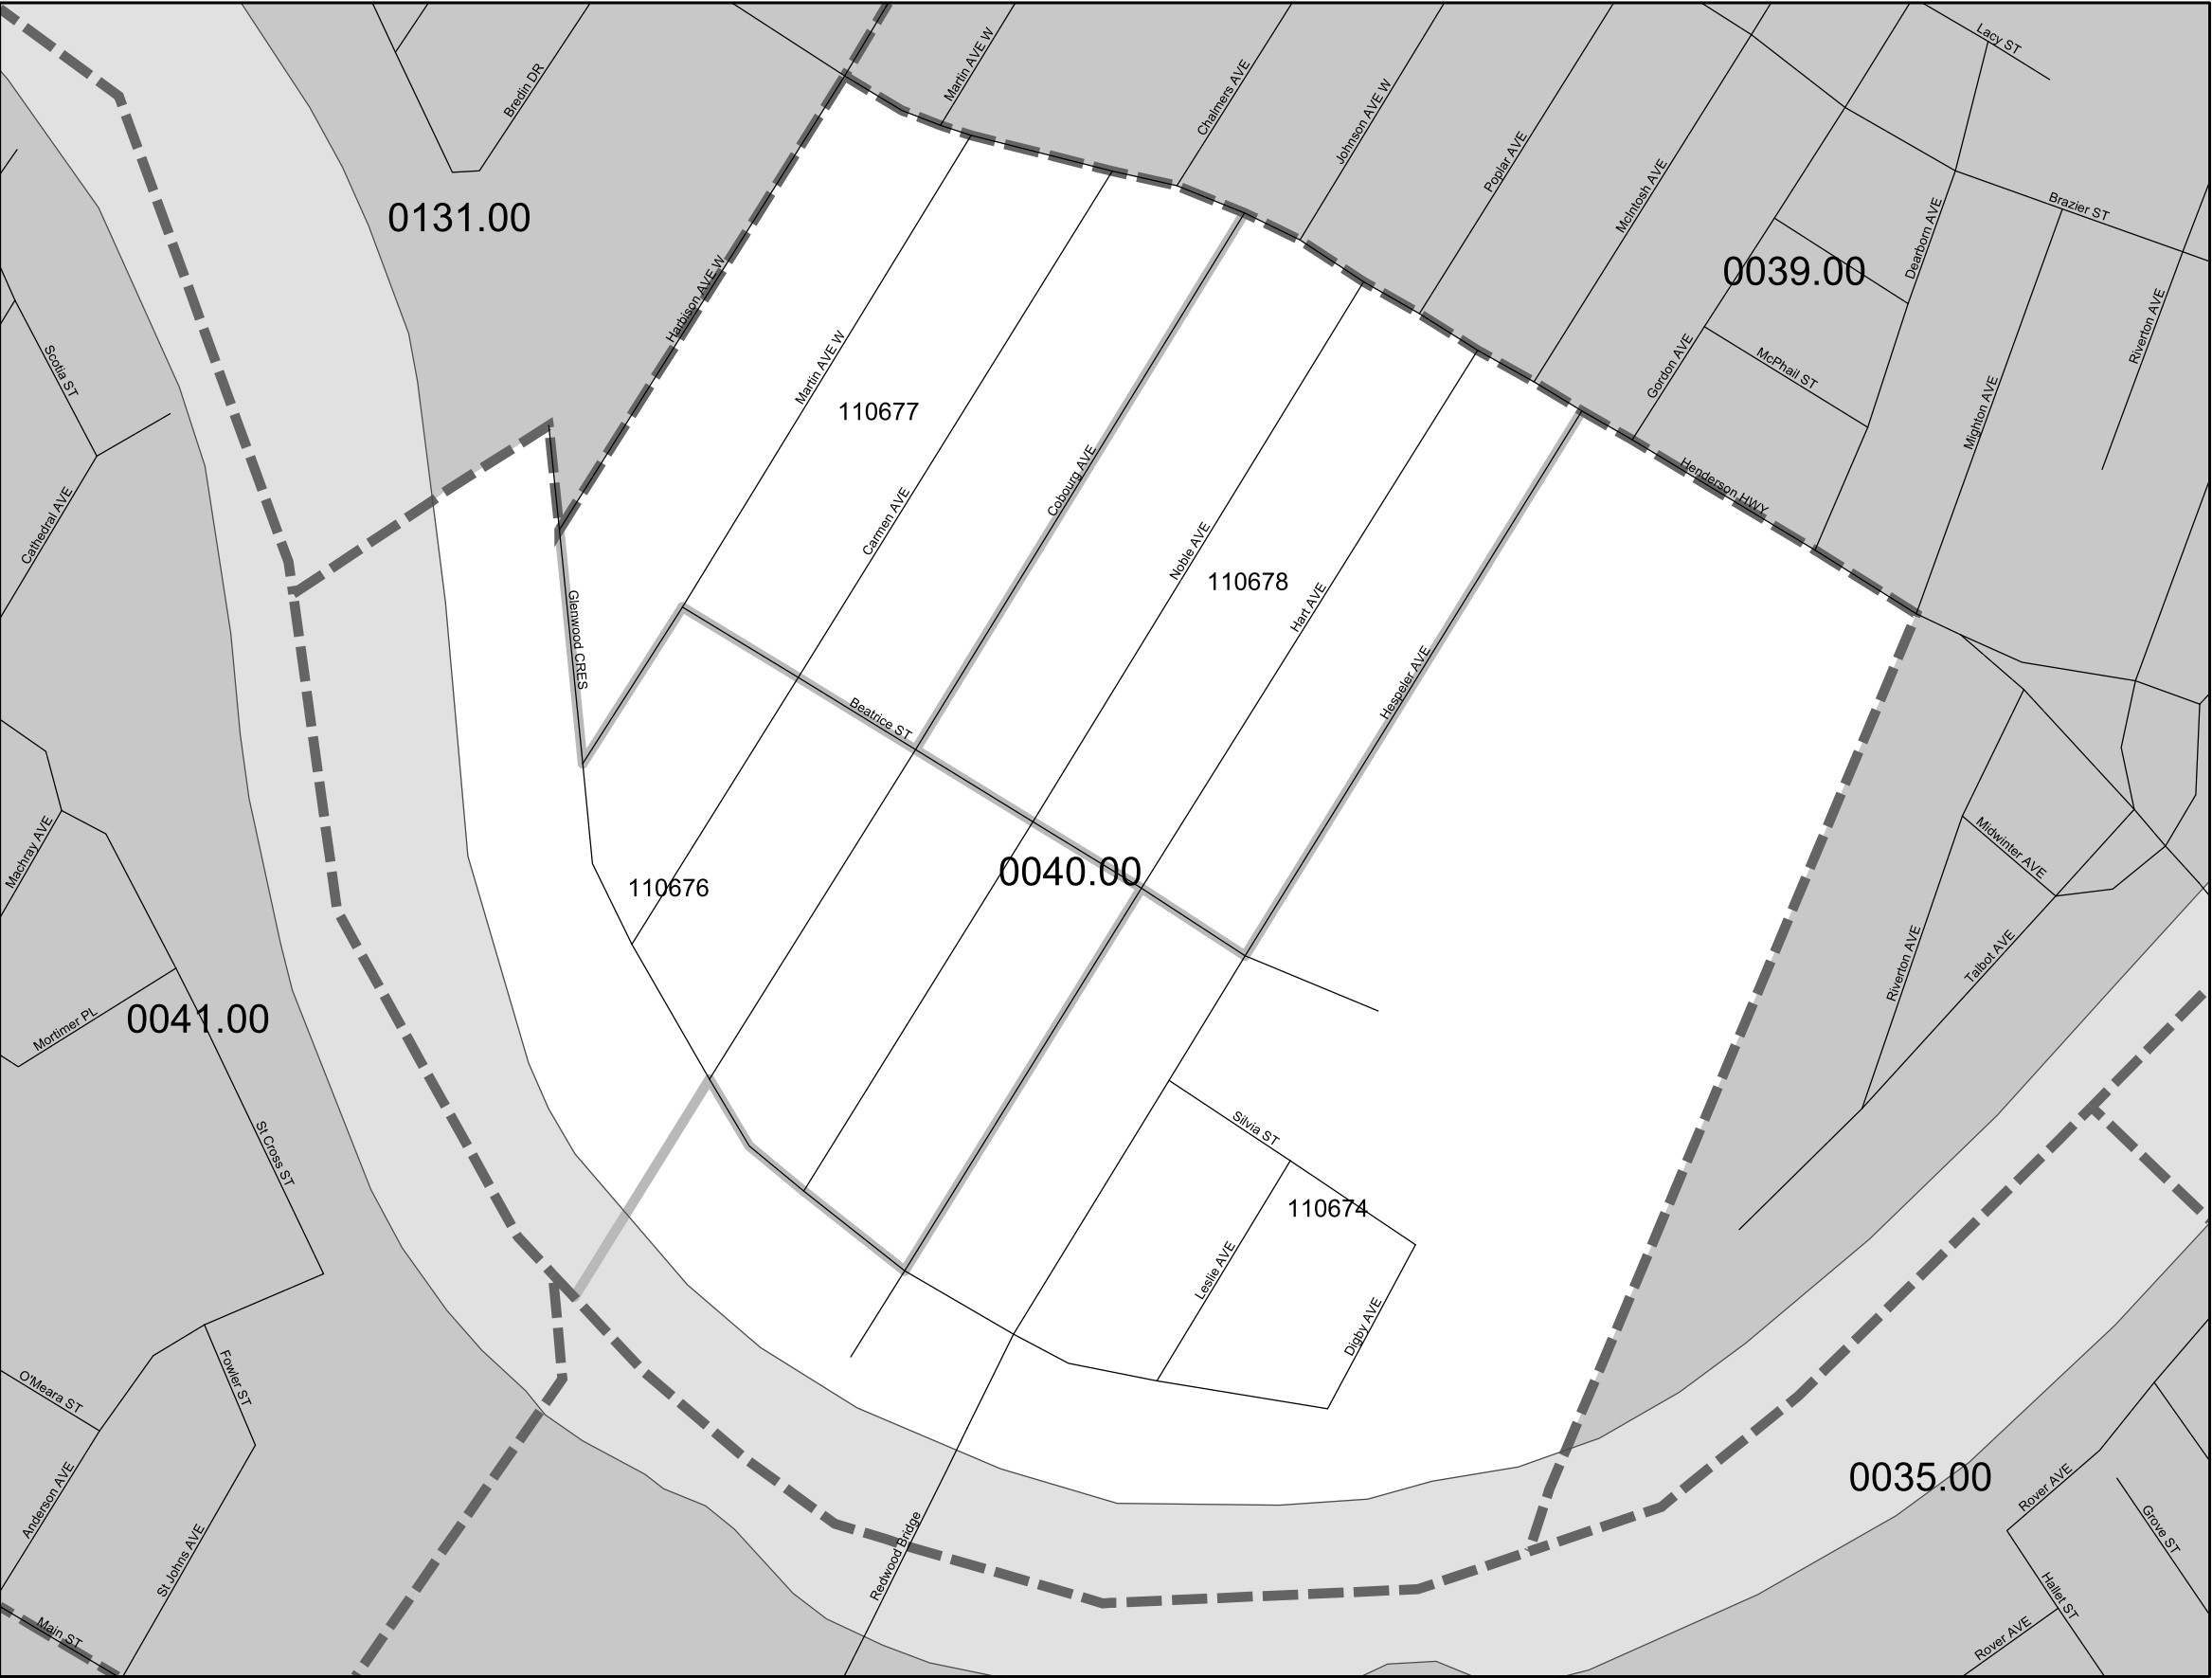 Lacy ST
Martin AVE W
Bredin DR
Chalmers AVE
Johnson AVE W
Poplar AVE
McIntosh AVE
Brazier ST
0131.00
Dearborn AVE
0039.00
Harbison AVE W
Riverton AVE
Scotia ST
Martin AVE W
Gordon AVE
McPhail ST
110677
Mighton AVE
Cobourg AVE
Henderson HWY
Cathedral AVE
Carmen AVE
Noble AVE
110678
Hart AVE
Glenwood CRES
Hespeler AVE
Beatrice ST
Machray AVE
Midwinter AVE
0040.00
110676
Riverton AVE
Talbot AVE
0041.00
Mortimer PL
Silvia ST
St Cross ST
110674
Leslie AVE
Digby AVE
O'Meara ST
Fowler ST
0035.00
Anderson AVE
Rover AVE
Grove ST
St Johns AVE
Redwood Bridge
Hallet ST
Main ST
Rover AVE